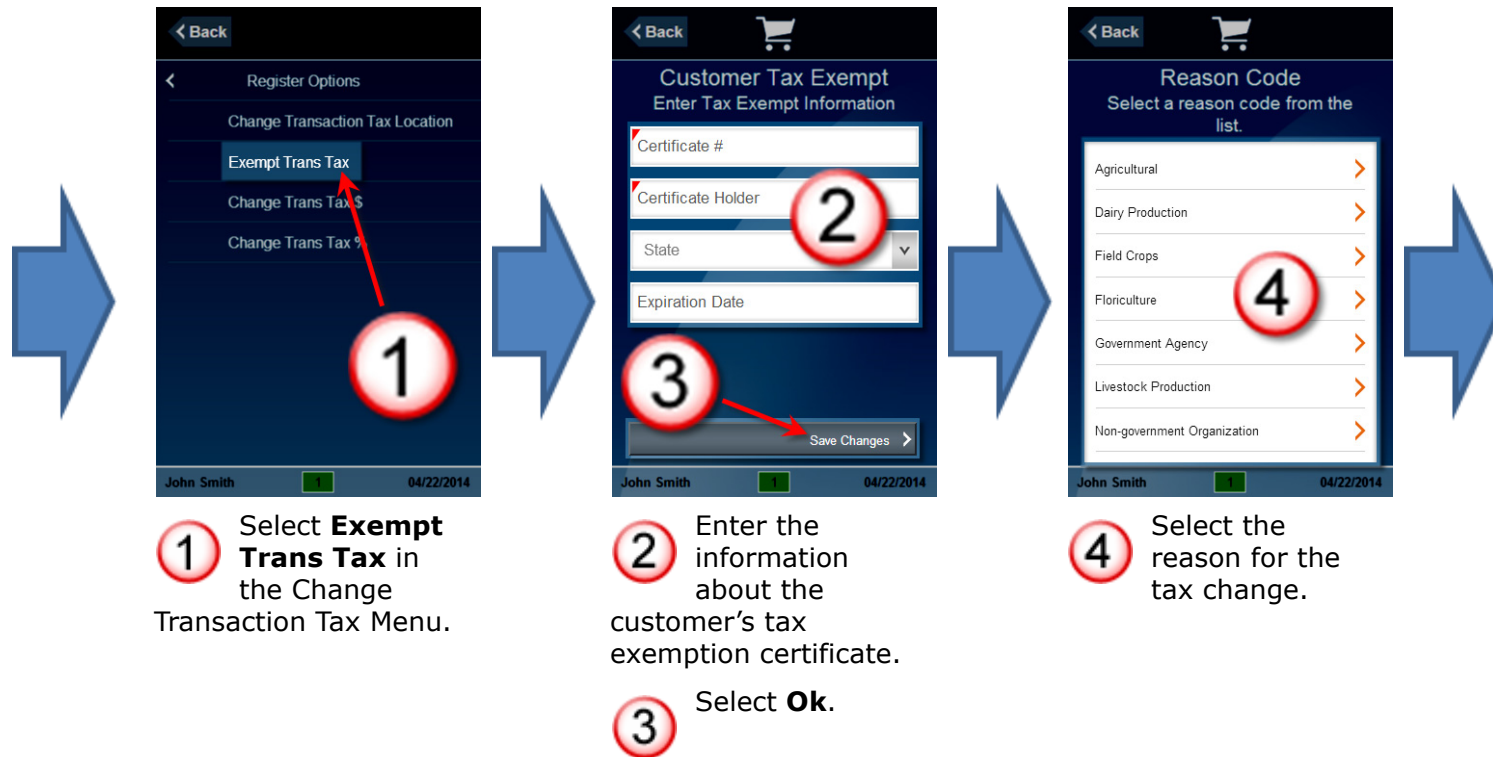 Back
Register Options
Change Transaction Tax Location
Exempt Trans Tax
Change Trans Tax $
Change Trans Tax %
1
John Smith 1 04/22/2014
1 Select Exempt
Trans Tax in
the Change
Transaction Tax Menu.
Back
Customer Tax Exempt
Enter Tax Exempt Information
Certificate #
Certificate Holder
2
State
Expiration Date
3
Save Changes
John Smith 1 04/22/2014
2 Enter the
information
about the
customer’s tax
exemption certificate.
3 Select Ok.
Back
Reason Code
Select a reason code from the
list.
Agricultural
Dairy Production
Field Crops
4
Floriculture
Government Agency
Livestock Production
Non-government Organization
John Smith 1 04/22/2014
4 Select the
reason for the
tax change.